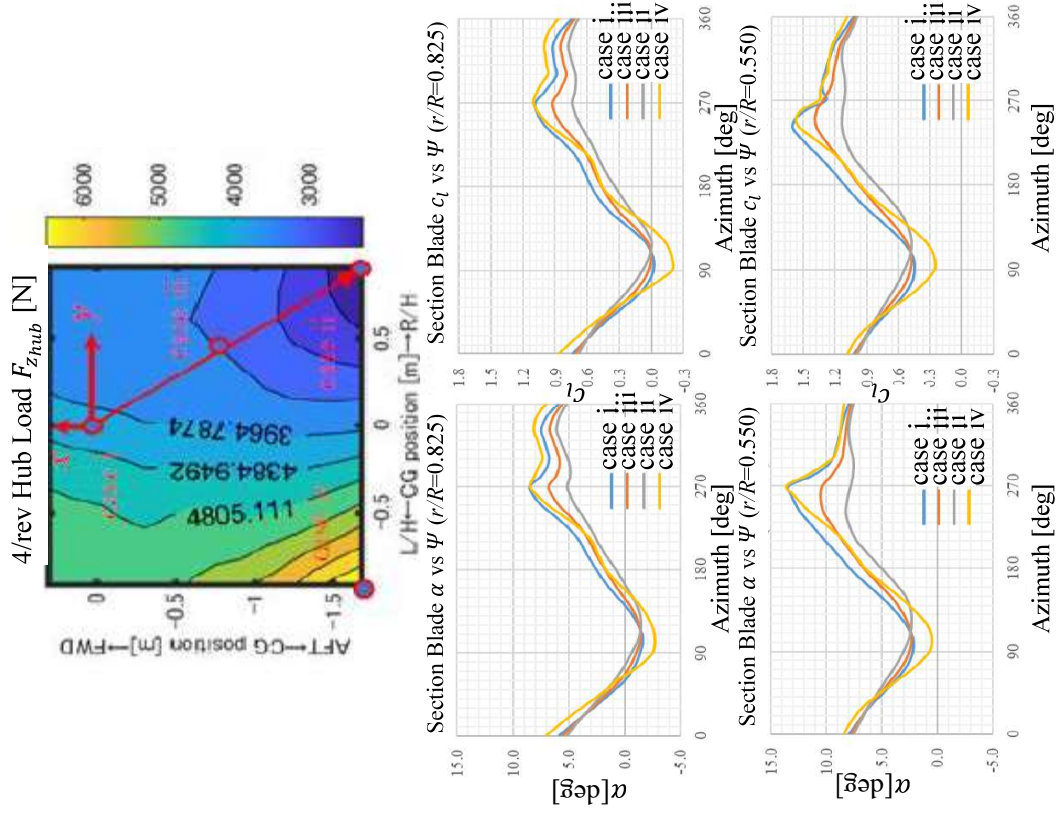 4/rev Hub Load F_{z_{hub}} [N]
6000
5000
4000
3000
AFT←CG position [m]→FWD
0
-0.5
-1
-1.5
-0.5
0
0.5
L/H←CG position [m]→R/H
4805.111
4384.9492
3964.7874
x
y
case i
case iii
case ii
Section Blade α vs Ψ (r/R=0.825)
α[deg]
15.0
10.0
5.0
0.0
-5.0
0
90
180
270
360
Azimuth [deg]
case i
case iii
case ii
case iv
Section Blade c_l vs Ψ (r/R=0.825)
c_l
1.8
1.5
1.2
0.9
0.6
0.3
0.0
-0.3
0
90
180
270
360
Azimuth [deg]
case i
case iii
case ii
case iv
Section Blade α vs Ψ (r/R=0.550)
α[deg]
15.0
10.0
5.0
0.0
-5.0
0
90
180
270
360
Azimuth [deg]
case i
case iii
case ii
case iv
Section Blade c_l vs Ψ (r/R=0.550)
c_l
1.8
1.5
1.2
0.9
0.6
0.3
0.0
-0.3
0
90
180
270
360
Azimuth [deg]
case i
case iii
case ii
case iv